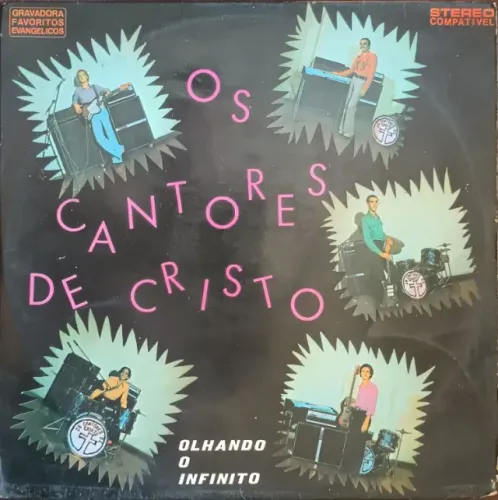 GRAVADORA
FAVORITOS
EVANGELICOS
STEREO
COMPATIVEL
OS
CANTORES
DE CRISTO
OLHANDO
O
INFINITO